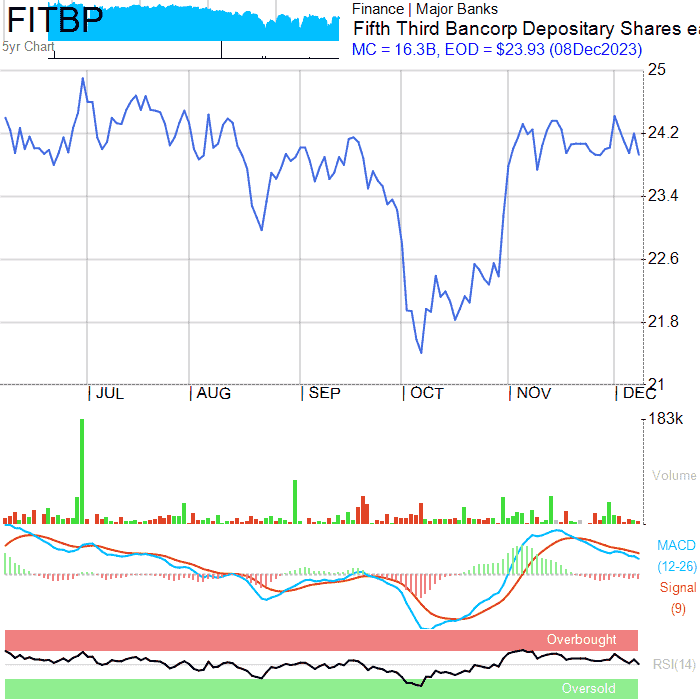 FITBP
5yr Chart
Finance | Major Banks
Fifth Third Bancorp Depositary Shares ea
MC = 16.3B, EOD = $23.93 (08Dec2023)
25
24.2
23.4
22.6
21.8
21
JUL AUG SEP OCT NOV DEC
183k
Volume
MACD
(12-26)
Signal
(9)
Overbought
RSI(14)
Oversold